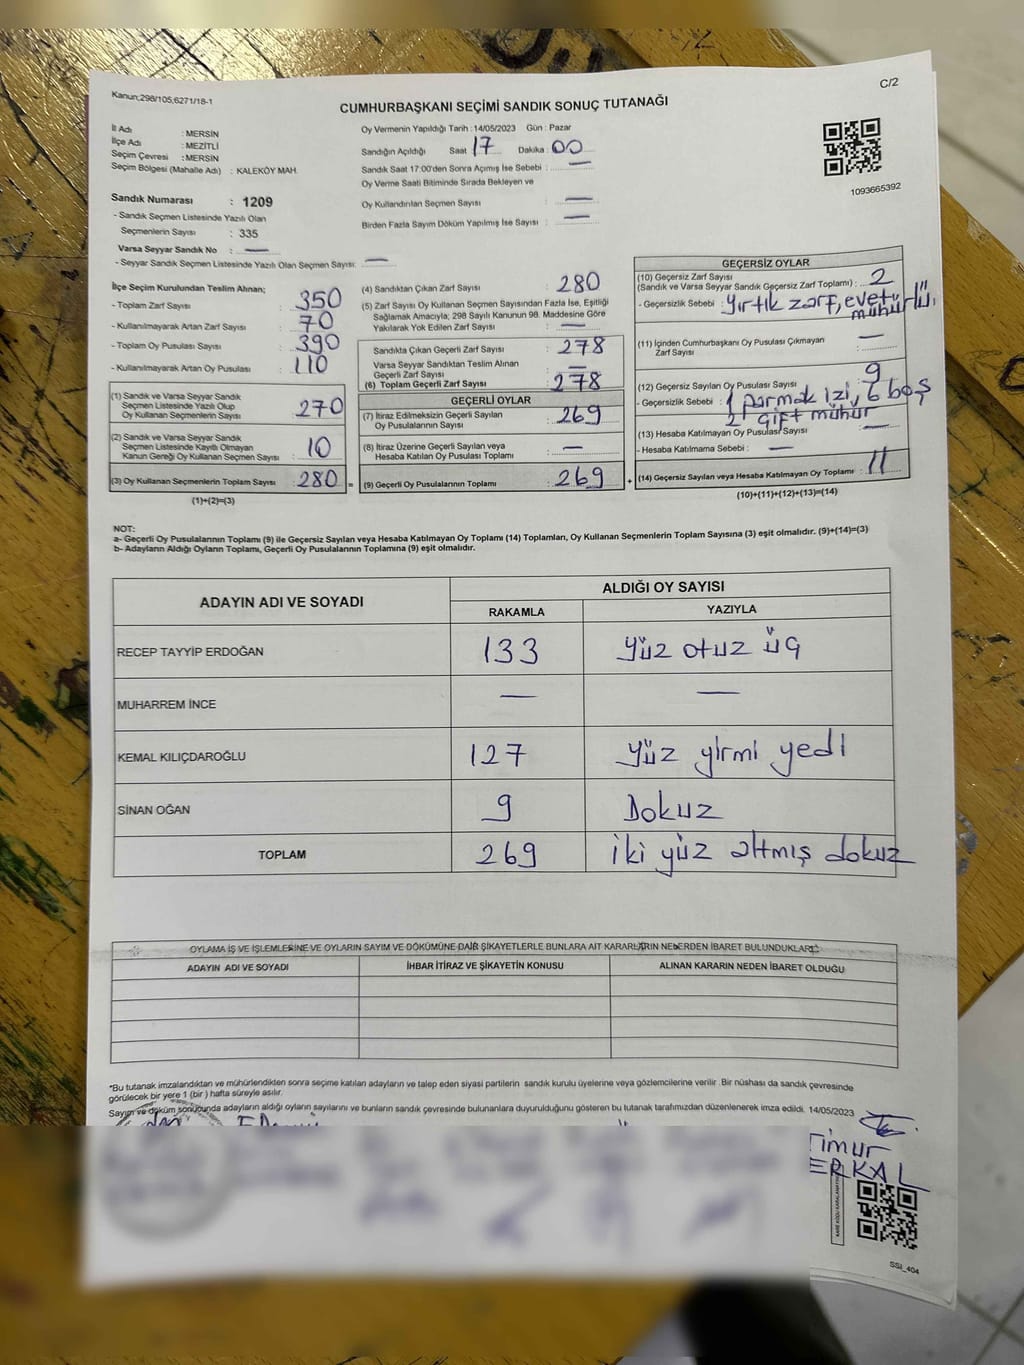 Kanun;298/105,6271/18-1
C/2
CUMHURBAŞKANI SEÇİMİ SANDIK SONUÇ TUTANAĞI
İl Adı : MERSİN
İlçe Adı : MEZİTLİ
Seçim Çevresi : MERSİN
Seçim Bölgesi (Mahalle Adı) : KALEKÖY MAH.
Sandık Numarası : 1209
- Sandık Seçmen Listesinde Yazılı Olan
Seçmenlerin Sayısı : 335
Varsa Seyyar Sandık No : —
- Seyyar Sandık Seçmen Listesinde Yazılı Olan Seçmen Sayısı: —
Oy Vermenin Yapıldığı Tarih : 14/05/2023 Gün : Pazar
Sandığın Açıldığı Saat 17 Dakika : 00
Sandık Saat 17:00'den Sonra Açımış İse Sebebi : —
Oy Verme Saati Bitiminde Sırada Bekleyen ve
Oy Kullandırılan Seçmen Sayısı : —
Birden Fazla Sayım Döküm Yapılmış İse Sayısı : —
1093665392
İlçe Seçim Kurulundan Teslim Alınan;
- Toplam Zarf Sayısı : 350
- Kullanılmayarak Artan Zarf Sayısı : 70
- Toplam Oy Pusulası Sayısı : 390
- Kullanılmayarak Artan Oy Pusulası : 110
(1) Sandık ve Varsa Seyyar Sandık
Seçmen Listesinde Yazılı Olup
Oy Kullanan Seçmenlerin Sayısı : 270
(2) Sandık ve Varsa Seyyar Sandık
Seçmen Listesinde Kayıtlı Olmayan
Kanun Gereği Oy Kullanan Seçmen Sayısı : 10
(3) Oy Kullanan Seçmenlerin Toplam Sayısı : 280 =
(1)+(2)=(3)
(4) Sandıktan Çıkan Zarf Sayısı : 280
(5) Zarf Sayısı Oy Kullanan Seçmen Sayısından Fazla İse, Eşitliği
Sağlamak Amacıyla; 298 Sayılı Kanunun 98. Maddesine Göre
Yakılarak Yok Edilen Zarf Sayısı : —
Sandıkta Çıkan Geçerli Zarf Sayısı : 278
Varsa Seyyar Sandıktan Teslim Alınan
Geçerli Zarf Sayısı : —
(6) Toplam Geçerli Zarf Sayısı : 278
GEÇERLİ OYLAR
(7) İtiraz Edilmeksizin Geçerli Sayılan
Oy Pusulasının Sayısı : 269
(8) İtiraz Üzerine Geçerli Sayılan veya
Hesaba Katılan Oy Pusulası Toplamı : —
(9) Geçerli Oy Pusulalarının Toplamı : 269 +
GEÇERSİZ OYLAR
(10) Geçersiz Zarf Sayısı
(Sandık ve Varsa Seyyar Sandık Geçersiz Zarf Toplamı) : 2
- Geçersizlik Sebebi : Yırtık zarf, evet mühürlü.
(11) İçinden Cumhurbaşkanı Oy Pusulası Çıkmayan
Zarf Sayısı : —
(12) Geçersiz Sayılan Oy Pusulası Sayısı : 9
- Geçersizlik Sebebi : 1 parmak izi, 6 boş
2 çift mühür
(13) Hesaba Katılmayan Oy Pusulası Sayısı : —
- Hesaba Katılmama Sebebi : —
(14) Geçersiz Sayılan veya Hesaba Katılmayan Oy Toplamı : 11
(10)+(11)+(12)+(13)=(14)
NOT:
a- Geçerli Oy Pusulalarının Toplamı (9) ile Geçersiz Sayılan veya Hesaba Katılmayan Oy Toplamı (14) Toplamları, Oy Kullanan Seçmenlerin Toplam Sayısına (3) eşit olmalıdır. (9)+(14)=(3)
b- Adayların Aldığı Oyların Toplamı, Geçerli Oy Pusulalarının Toplamına (9) eşit olmalıdır.
ADAYIN ADI VE SOYADI
ALDIĞI OY SAYISI
RAKAMLA YAZIYLA
RECEP TAYYİP ERDOĞAN 133 Yüz otuz üç
MUHARREM İNCE — —
KEMAL KILIÇDAROĞLU 127 Yüz yirmi yedi
SİNAN OĞAN 9 Dokuz
TOPLAM 269 iki yüz altmış dokuz
OYLAMA İŞ VE İŞLEMLERİNE VE OYLARIN SAYIM VE DÖKÜMÜNE DAİR ŞİKAYETLERLE BUNLARA AİT KARARLARIN NELERDEN İBARET BULUNDUKLARI
ADAYIN ADI VE SOYADI İHBAR İTİRAZ VE ŞİKAYETİN KONUSU ALINAN KARARIN NEDEN İBARET OLDUĞU
*Bu tutanak imzalandıktan ve mühürlendikten sonra seçime katılan adayların ve talep eden siyasi partilerin sandık kurulu üyelerine veya gözlemcilerine verilir .Bir nüshası da sandık çevresinde
görülecek bir yere 1 (bir ) hafta süreyle asılır.
Sayım ve döküm sonucunda adayların aldığı oyların sayılarını ve bunların sandık çevresinde bulunanlara duyurulduğunu gösteren bu tutanak tarafımızdan düzenlenerek imza edildi. 14/05/2023
Timur
ERKAL
SSI_404